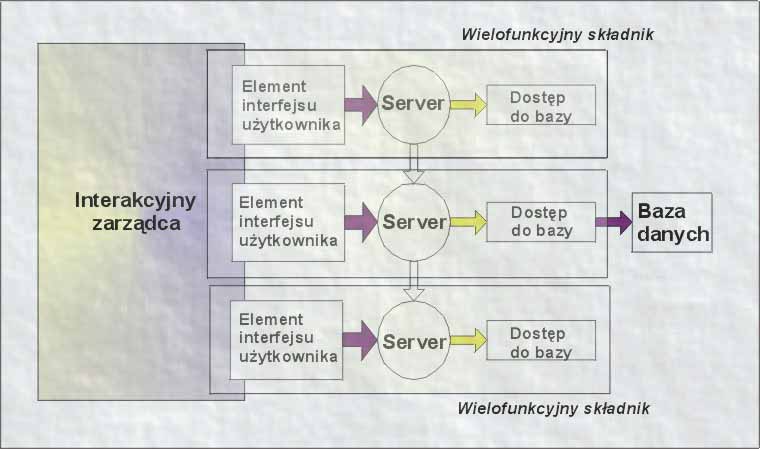 Wielofunkcyjny składnik
Element
interfejsu
użytkownika
Server
Dostęp
do bazy
Interakcyjny
zarządca
Element
interfejsu
użytkownika
Server
Dostęp
do bazy
Baza
danych
Element
interfejsu
użytkownika
Server
Dostęp
do bazy
Wielofunkcyjny składnik